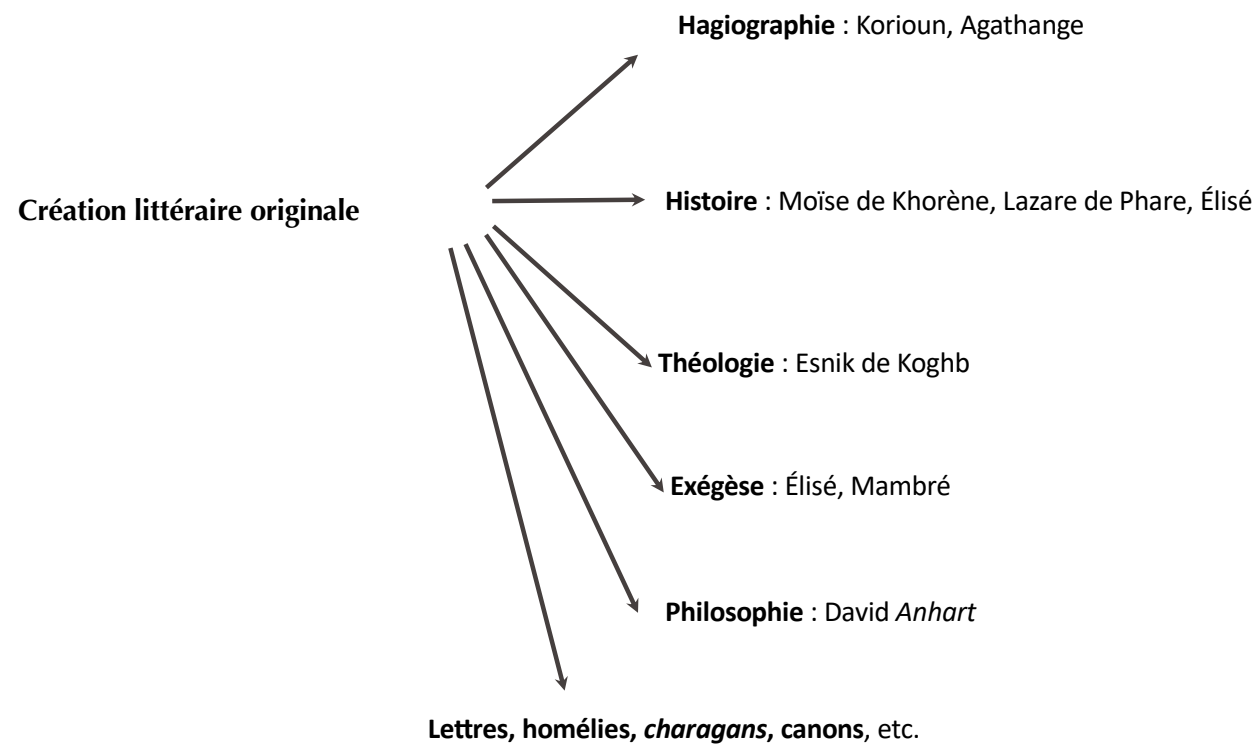 Hagiographie : Korioun, Agathange
Création littéraire originale
Histoire : Moïse de Khorène, Lazare de Phare, Élisé
Théologie : Esnik de Koghb
Exégèse : Élisé, Mambré
Philosophie : David Anhart
Lettres, homélies, charagans, canons, etc.